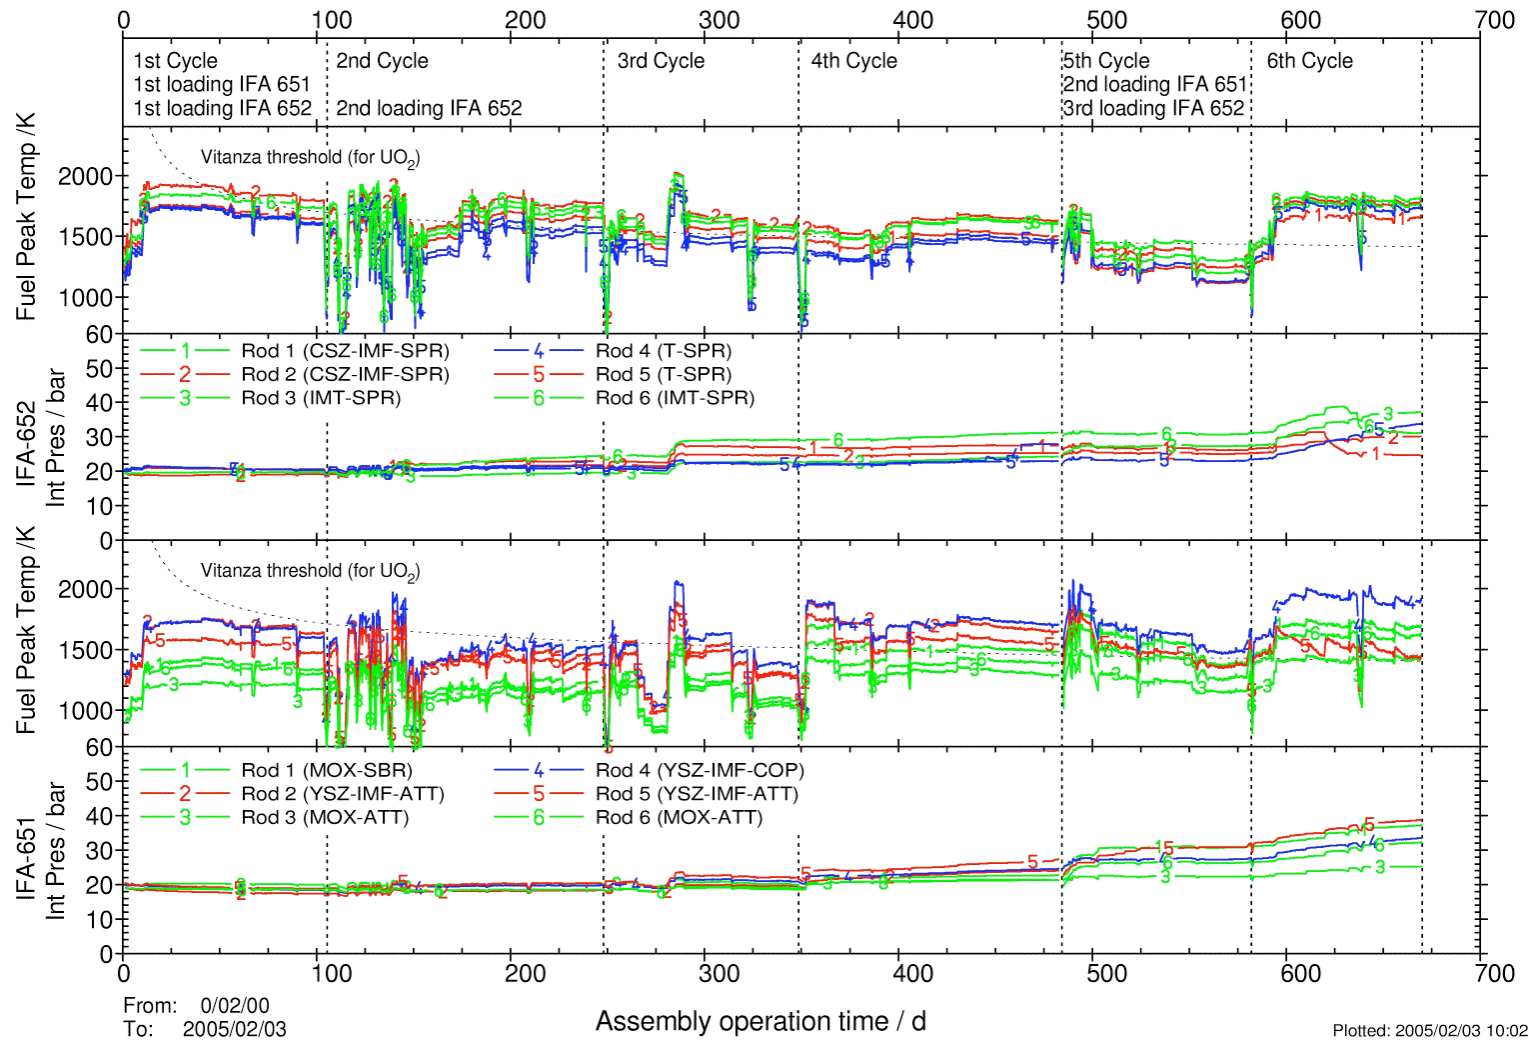 0 100 200 300 400 500 600 700
1st Cycle 2nd Cycle 3rd Cycle 4th Cycle 5th Cycle 6th Cycle
1st loading IFA 651 2nd loading IFA 651
1st loading IFA 652 2nd loading IFA 652 3rd loading IFA 652
Fuel Peak Temp /K
Vitanza threshold (for UO2)
2000
1500
1000
60
IFA-652
Int Pres / bar
1 Rod 1 (CSZ-IMF-SPR) 4 Rod 4 (T-SPR)
2 Rod 2 (CSZ-IMF-SPR) 5 Rod 5 (T-SPR)
3 Rod 3 (IMT-SPR) 6 Rod 6 (IMT-SPR)
50
40
30
20
10
0
Fuel Peak Temp /K
Vitanza threshold (for UO2)
2000
1500
1000
60
IFA-651
Int Pres / bar
1 Rod 1 (MOX-SBR) 4 Rod 4 (YSZ-IMF-COP)
2 Rod 2 (YSZ-IMF-ATT) 5 Rod 5 (YSZ-IMF-ATT)
3 Rod 3 (MOX-ATT) 6 Rod 6 (MOX-ATT)
50
40
30
20
10
0
0 100 200 300 400 500 600 700
From: 0/02/00
To: 2005/02/03
Assembly operation time / d
Plotted: 2005/02/03 10:02